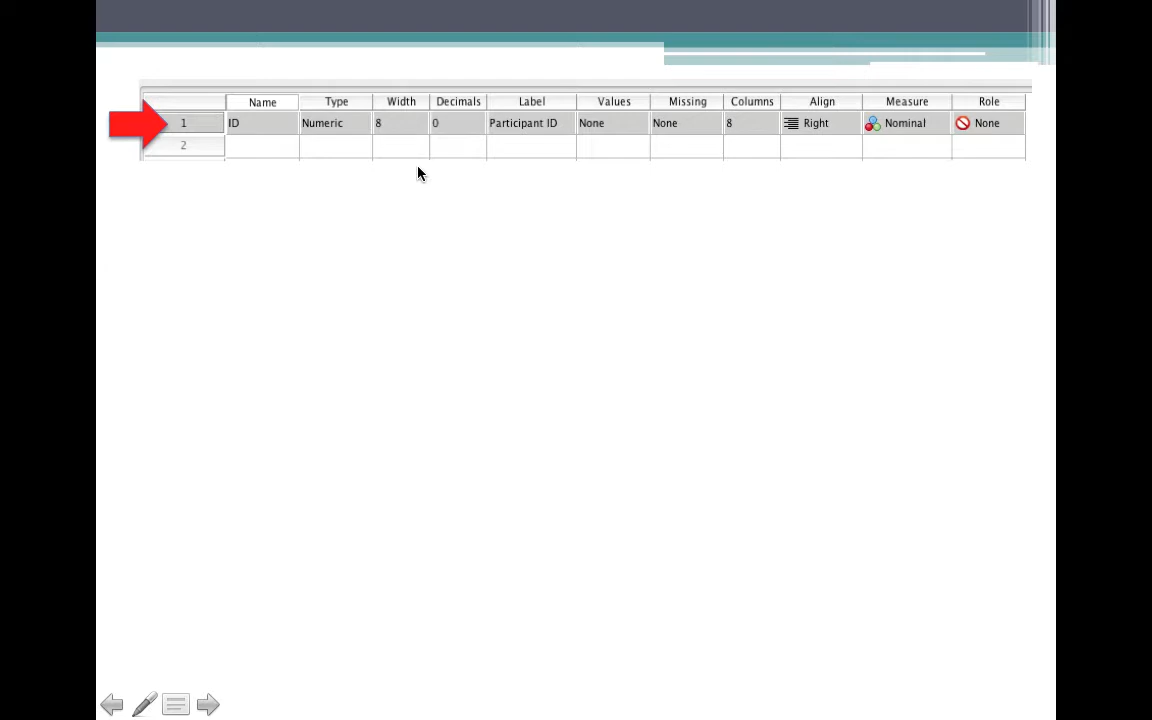 Name Type Width Decimals Label Values Missing Columns Align Measure Role
1 ID Numeric 8 0 Participant ID None None 8 Right Nominal None
2